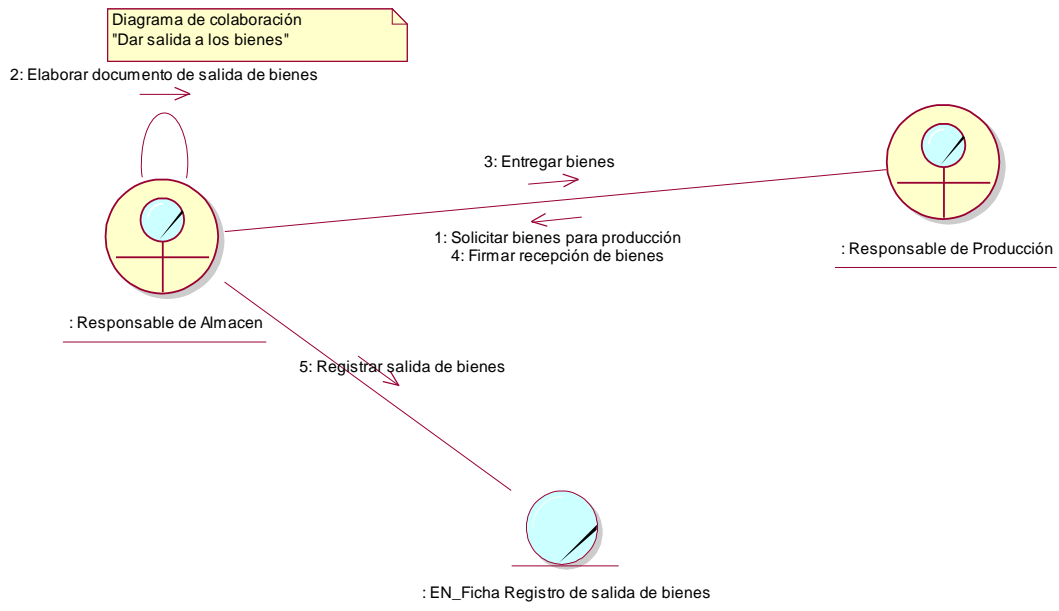 Diagrama de colaboración
"Dar salida a los bienes"
2: Elaborar documento de salida de bienes
3: Entregar bienes
1: Solicitar bienes para producción
4: Firmar recepción de bienes
: Responsable de Producción
: Responsable de Almacen
5: Registrar salida de bienes
: EN_Ficha Registro de salida de bienes